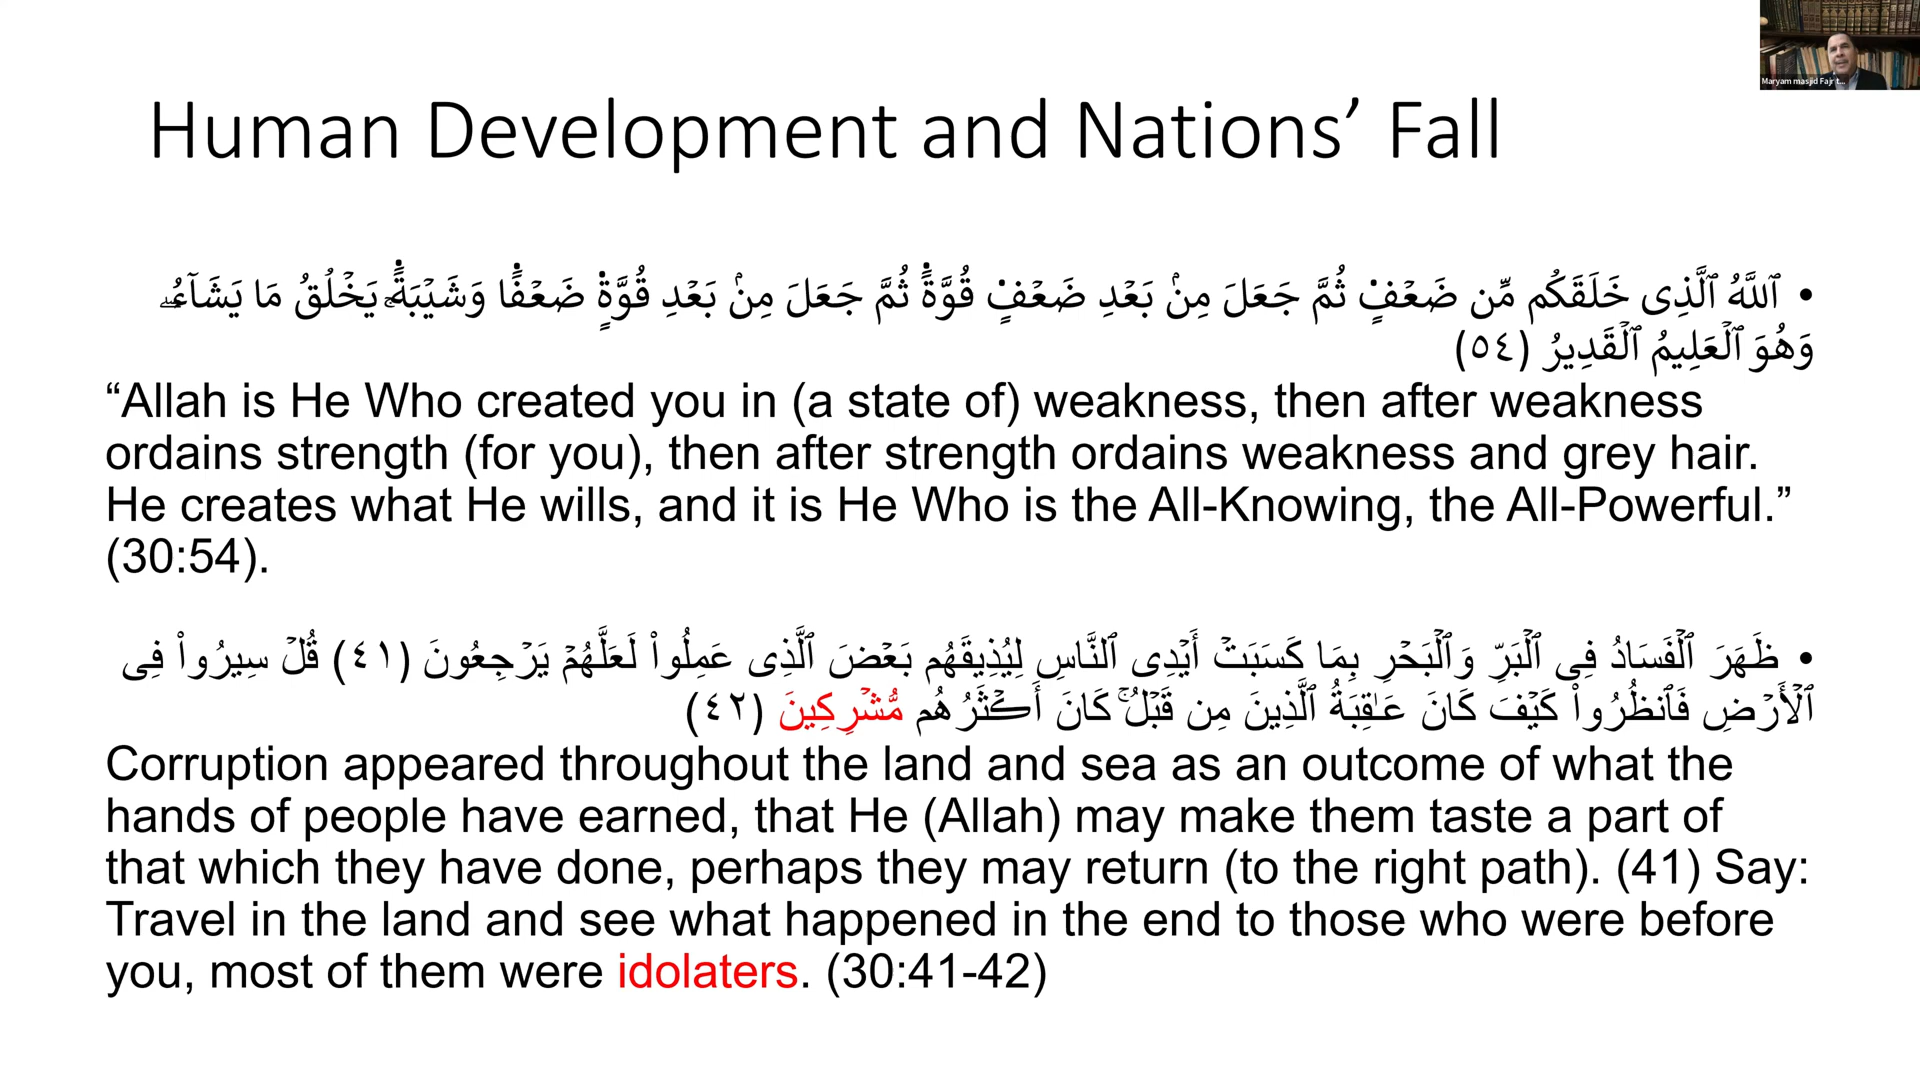 Maryam masjid Fajr t...
Human Development and Nations’ Fall
• ٱللَّهُ ٱلَّذِى خَلَقَكُم مِّن ضَعْفٍ ثُمَّ جَعَلَ مِنۢ بَعْدِ ضَعْفٍ قُوَّةً ثُمَّ جَعَلَ مِنۢ بَعْدِ قُوَّةٍ ضَعْفًا وَشَيْبَةً ۚ يَخْلُقُ مَا يَشَآءُ ۖ
وَهُوَ ٱلْعَلِيمُ ٱلْقَدِيرُ (٥٤)
“Allah is He Who created you in (a state of) weakness, then after weakness
ordains strength (for you), then after strength ordains weakness and grey hair.
He creates what He wills, and it is He Who is the All-Knowing, the All-Powerful.”
(30:54).
• ظَهَرَ ٱلْفَسَادُ فِى ٱلْبَرِّ وَٱلْبَحْرِ بِمَا كَسَبَتْ أَيْدِى ٱلنَّاسِ لِيُذِيقَهُم بَعْضَ ٱلَّذِى عَمِلُوا۟ لَعَلَّهُمْ يَرْجِعُونَ (٤١) قُلْ سِيرُوا۟ فِى
ٱلْأَرْضِ فَٱنظُرُوا۟ كَيْفَ كَانَ عَـٰقِبَةُ ٱلَّذِينَ مِن قَبْلُ ۚ كَانَ أَكْثَرُهُم مُّشْرِكِينَ (٤٢)
Corruption appeared throughout the land and sea as an outcome of what the
hands of people have earned, that He (Allah) may make them taste a part of
that which they have done, perhaps they may return (to the right path). (41) Say:
Travel in the land and see what happened in the end to those who were before
you, most of them were idolaters. (30:41-42)